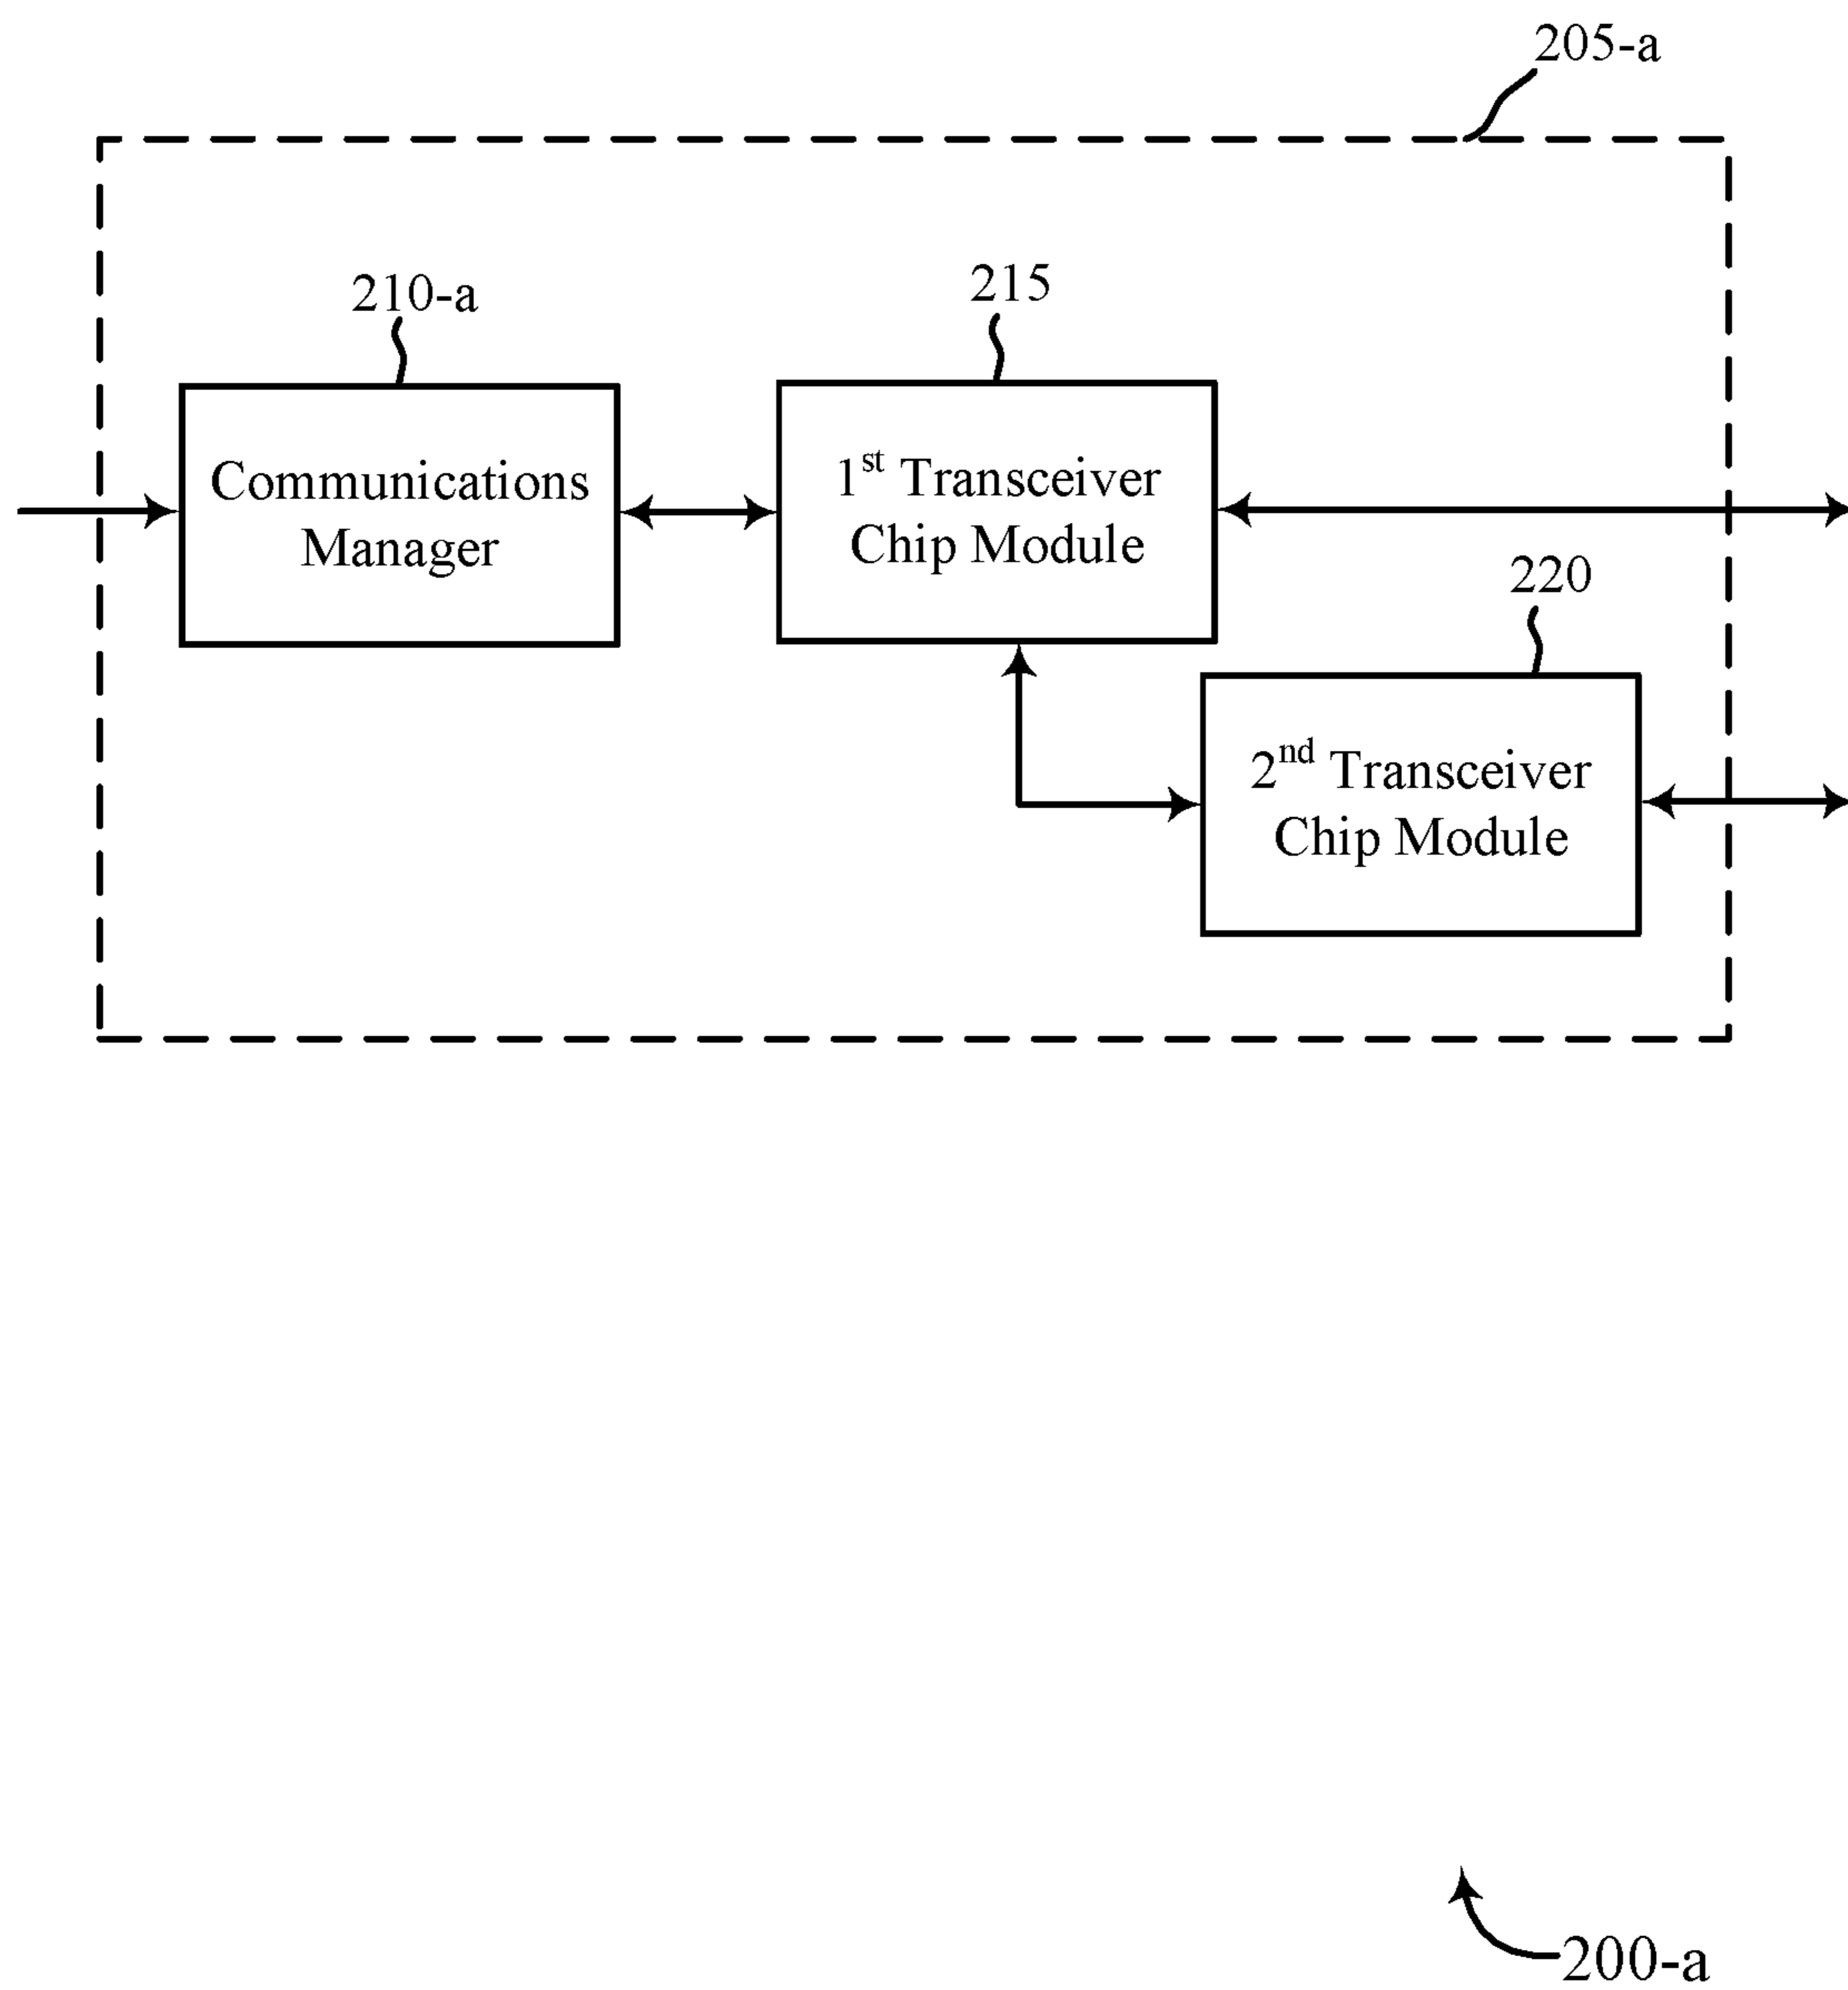 205-a
210-a
215
Communications
Manager
1st Transceiver
Chip Module
220
2nd Transceiver
Chip Module
200-a